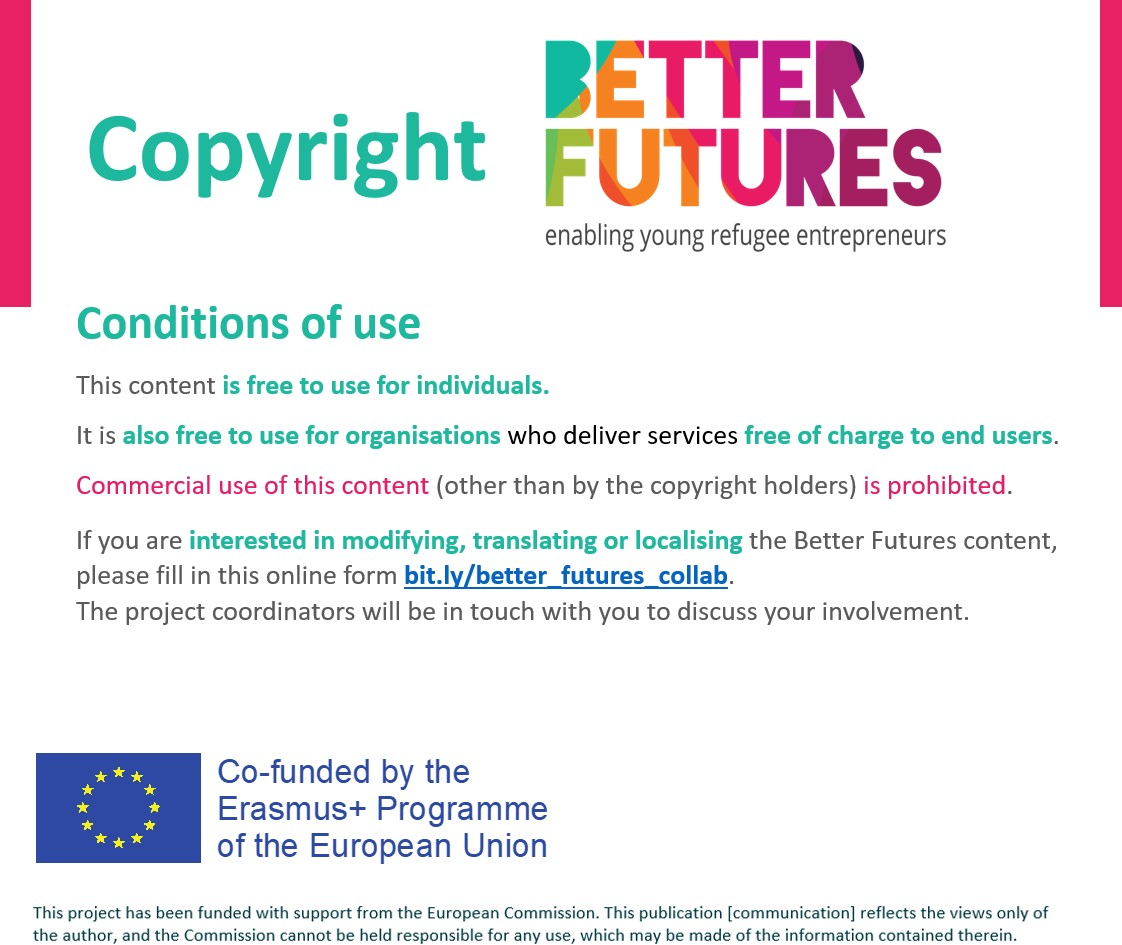 Copyright
BETTER
FUTURES
enabling young refugee entrepreneurs
Conditions of use
This content is free to use for individuals.
It is also free to use for organisations who deliver services free of charge to end users.
Commercial use of this content (other than by the copyright holders) is prohibited.
If you are interested in modifying, translating or localising the Better Futures content,
please fill in this online form bit.ly/better_futures_collab.
The project coordinators will be in touch with you to discuss your involvement.
Co-funded by the
Erasmus+ Programme
of the European Union
This project has been funded with support from the European Commission. This publication [communication] reflects the views only of
the author, and the Commission cannot be held responsible for any use, which may be made of the information contained therein.